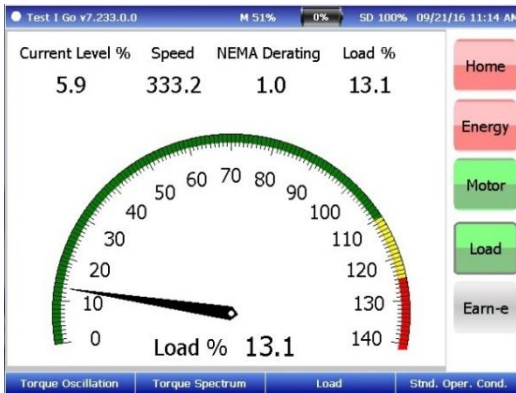 Test I Go v7.233.0.0 M 51% 0% SD 100% 09/21/16 11:14 AM
Current Level % Speed NEMA Derating Load %
5.9 333.2 1.0 13.1
Home
Energy
Motor
Load
Earn-e
0 10 20 30 40 50 60 70 80 90 100 110 120 130 140
Load % 13.1
Torque Oscillation Torque Spectrum Load Stnd. Oper. Cond.